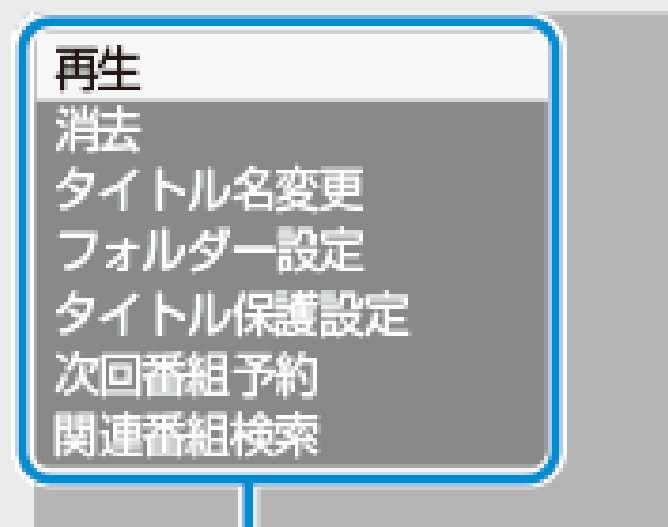 再生
消去
タイトル名変更
フォルダー設定
タイトル保護設定
次回番組予約
関連番組検索